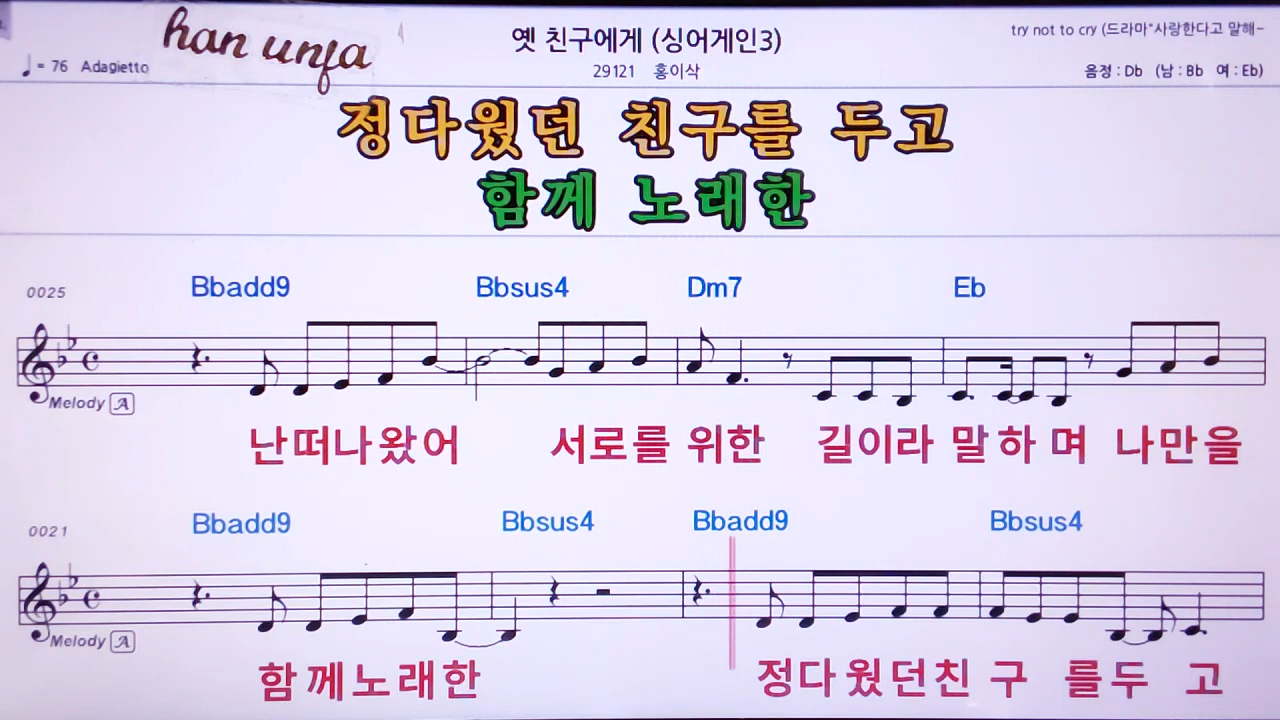 han unfa
옛 친구에게 (싱어게인3)
try not to cry (드라마"사랑한다고 말해~
♩= 76 Adagietto
29121 홍이삭
음정 : Db (남 : Bb 여 : Eb)
정다웠던 친구를 두고
함께 노래한
0025 Bbadd9 Bbsus4 Dm7 Eb
Melody A
난떠나왔어 서로를 위한 길이라 말하며 나만을
0021 Bbadd9 Bbsus4 Bbadd9 Bbsus4
Melody A
함께노래한 정다웠던친 구 를두 고